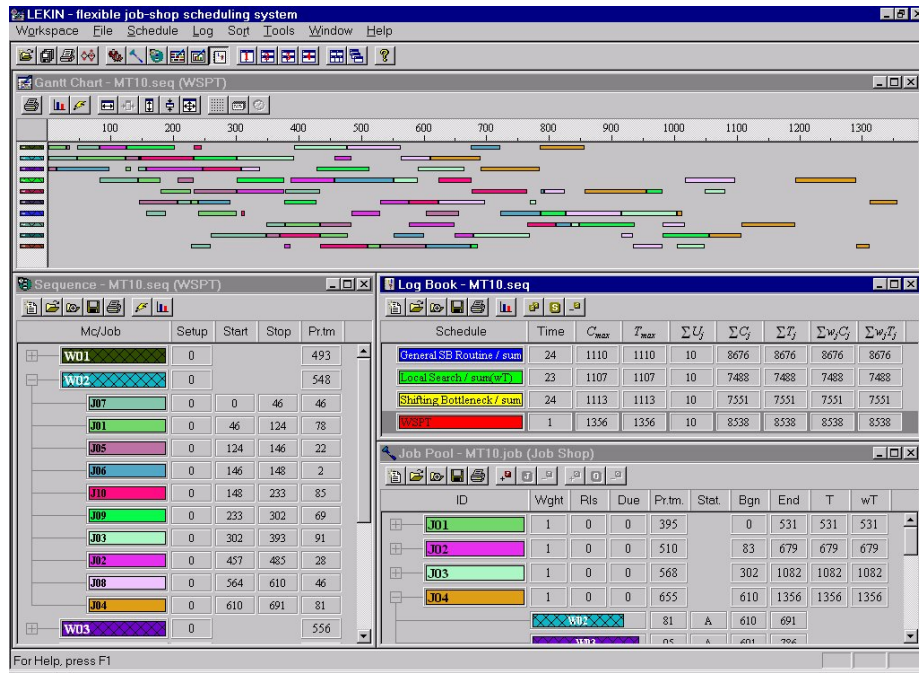 LEKIN - flexible job-shop scheduling system
Workspace File Schedule Log Sort Tools Window Help
Gantt Chart - MT10.seq (WSPT)
100 200 300 400 500 600 700 800 900 1000 1100 1200 1300
Sequence - MT10.seq (WSPT)
Mc/Job Setup Start Stop Pr.tm
W01 0 493
W02 0 548
J07 0 0 46 46
J01 0 46 124 78
J05 0 124 146 22
J06 0 146 148 2
J10 0 148 233 85
J09 0 233 302 69
J03 0 302 393 91
J02 0 457 485 28
J08 0 564 610 46
J04 0 610 691 81
W03 0 556
Log Book - MT10.seq
Schedule Time Cmax Tmax ΣUj ΣCj ΣTj ΣwjCj ΣwjTj
General SB Routine / sum 24 1110 1110 10 8676 8676 8676 8676
Local Search / sum(wT) 23 1107 1107 10 7488 7488 7488 7488
Shifting Bottleneck / sum 24 1113 1113 10 7551 7551 7551 7551
WSPT 1 1356 1356 10 8538 8538 8538 8538
Job Pool - MT10.job (Job Shop)
ID Wght Rls Due Pr.tm. Stat. Bgn End T wT
J01 1 0 0 395 0 531 531 531
J02 1 0 0 510 83 679 679 679
J03 1 0 0 568 302 1082 1082 1082
J04 1 0 0 655 610 1356 1356 1356
W02 81 A 610 691
W03 95 A 691 786
For Help, press F1